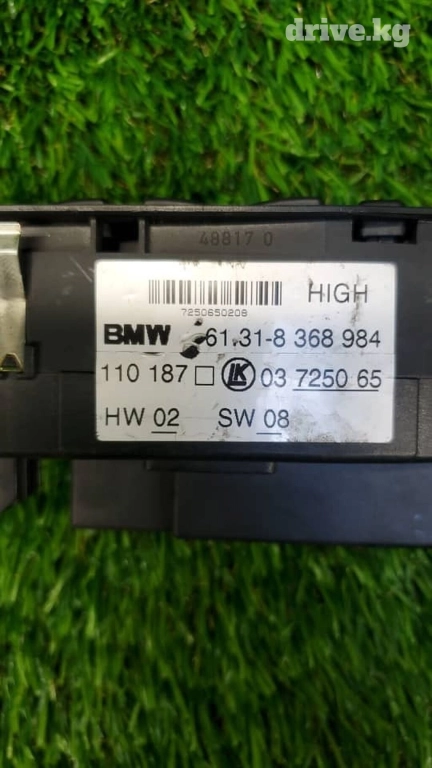 drive.kg
48817 0
HIGH
7250650208
BMW 61.31-8 368 984
110 187 LK 03 7250 65
HW 02 SW 08